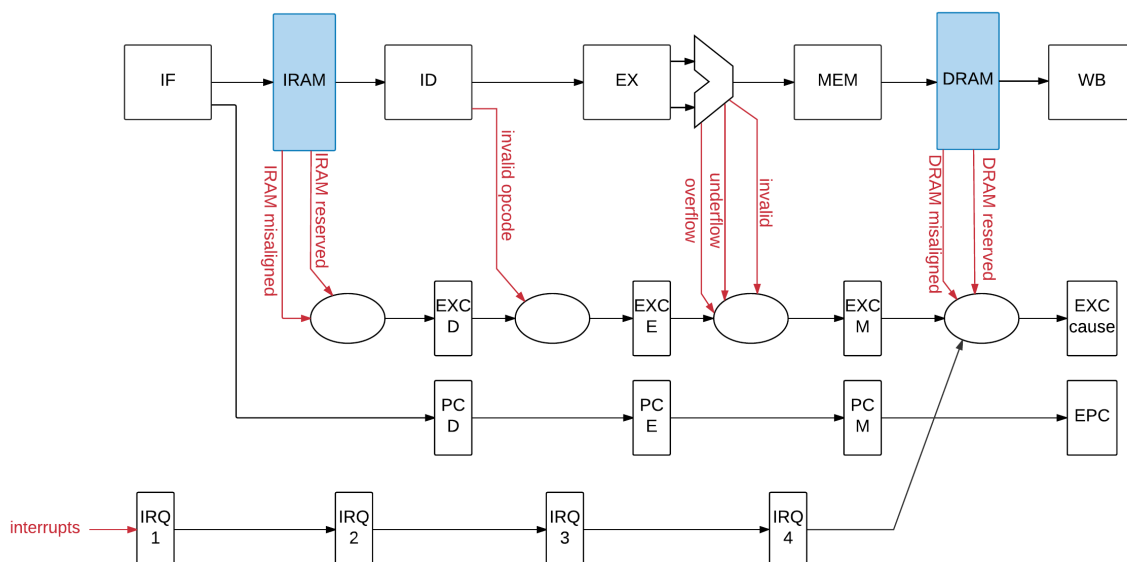 IF
IRAM
ID
EX
MEM
DRAM
WB
IRAM misaligned
IRAM reserved
invalid opcode
overflow
underflow
invalid
DRAM misaligned
DRAM reserved
EXC
D
EXC
E
EXC
M
EXC
cause
PC
D
PC
E
PC
M
EPC
interrupts
IRQ
1
IRQ
2
IRQ
3
IRQ
4